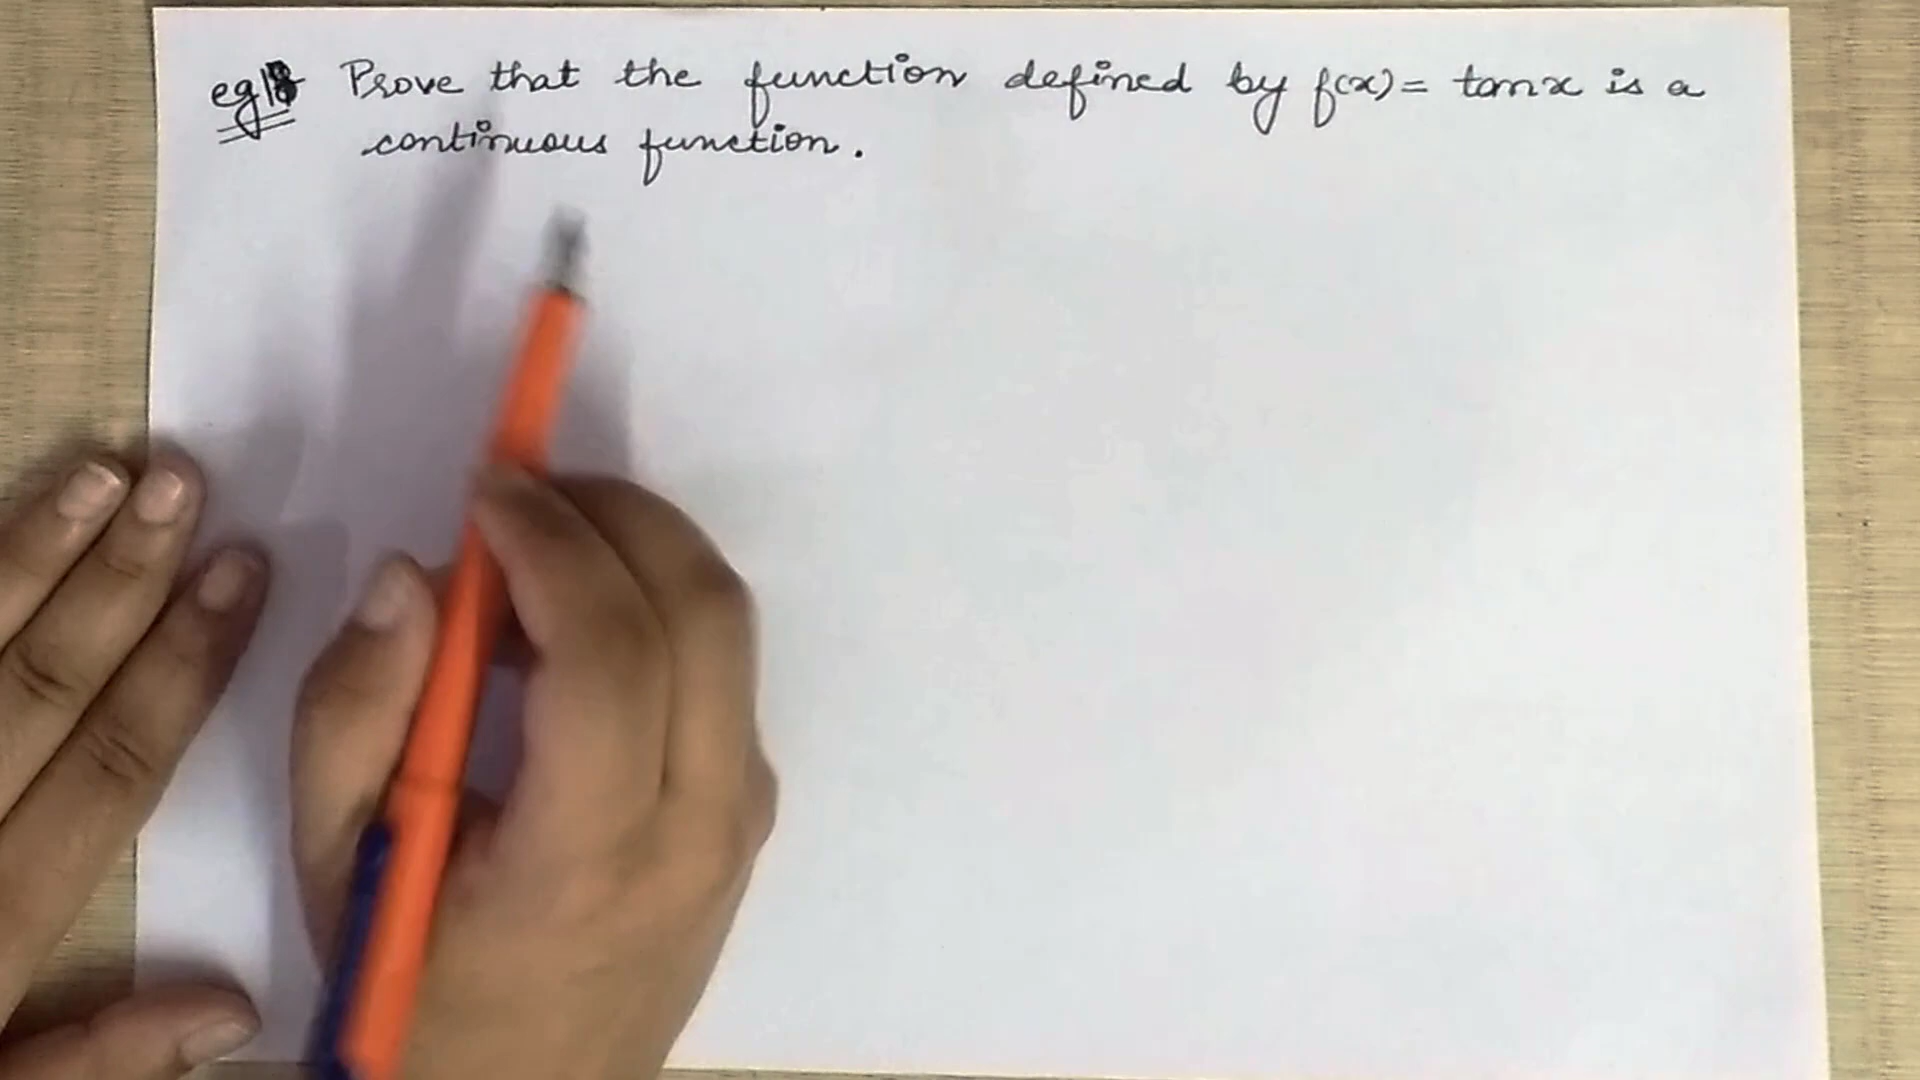 eg18 Prove that the function defined by f(x) = tan x is a
continuous function.